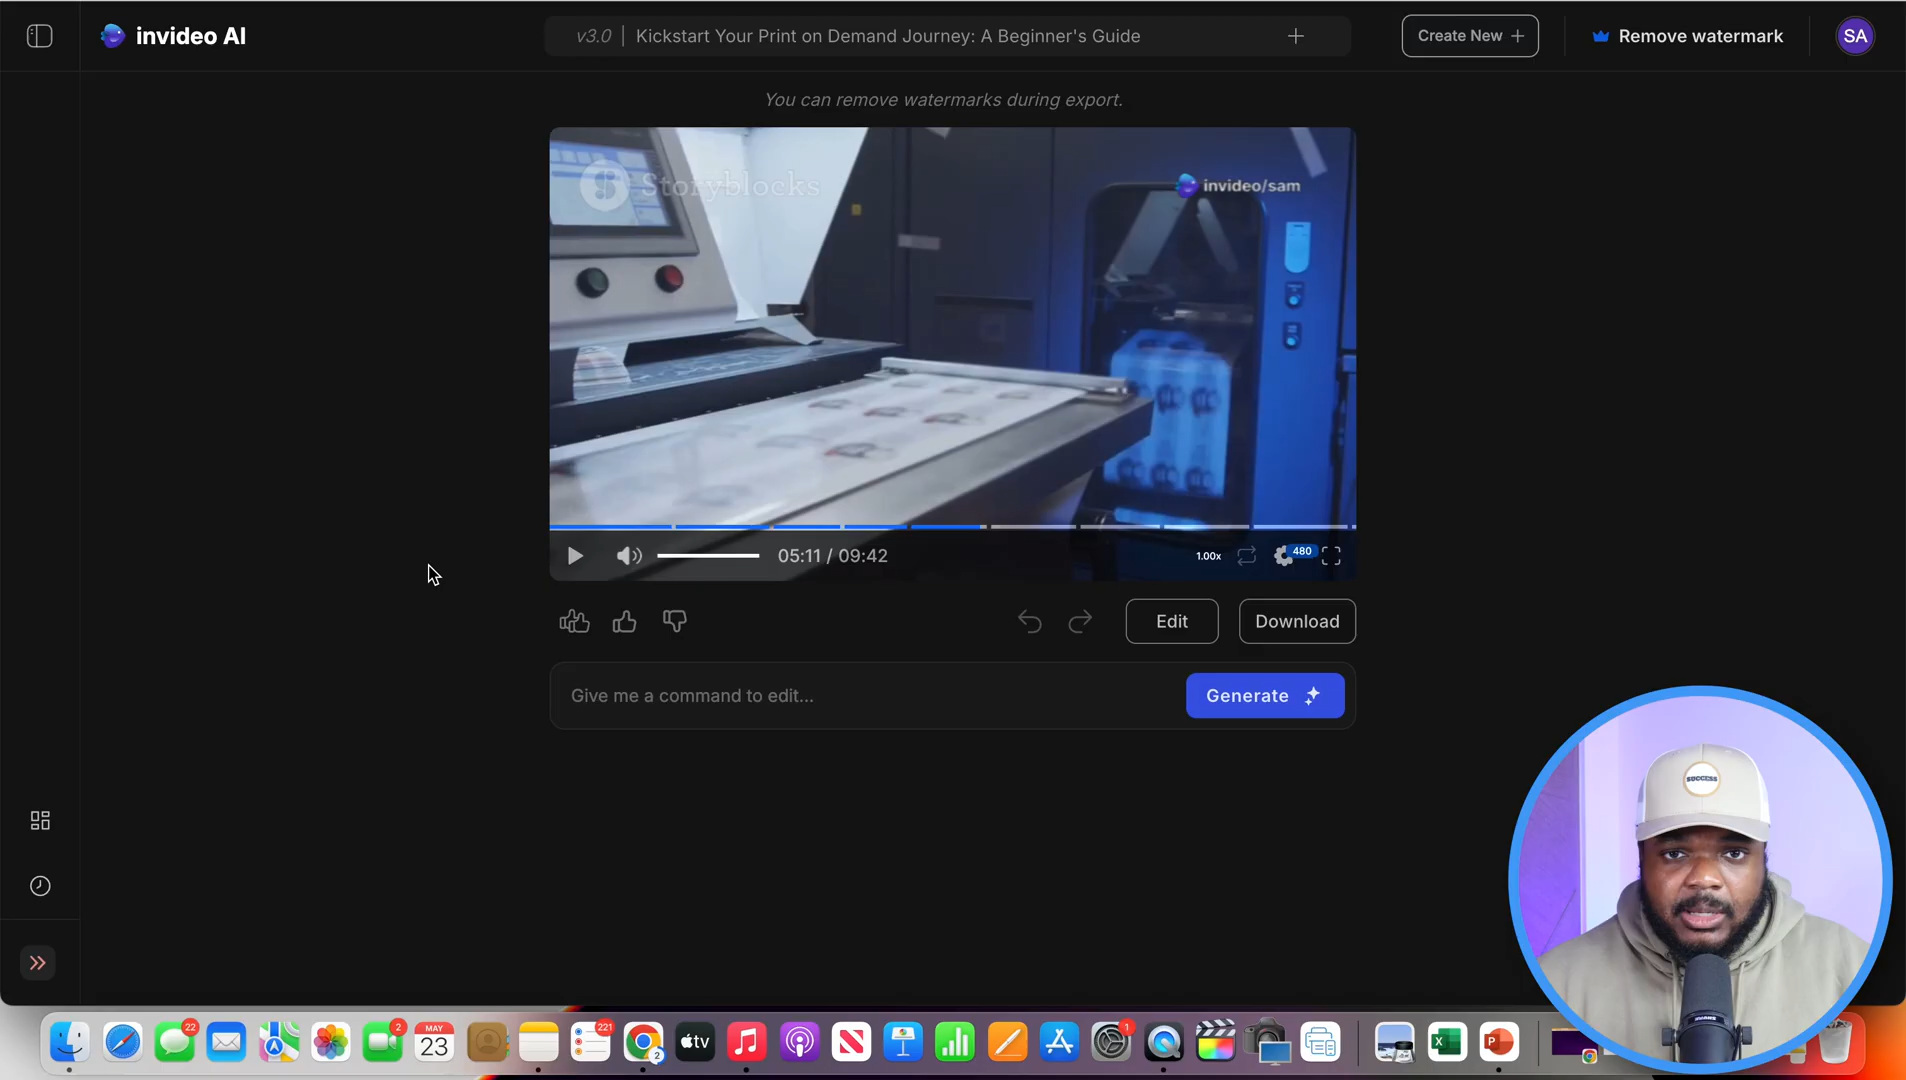 invideo AI
v3.0 | Kickstart Your Print on Demand Journey: A Beginner's Guide
Create New +
Remove watermark
SA
You can remove watermarks during export.
Storyblocks
invideo/sam
05:11 / 09:42
1.00x
480
Edit
Download
Give me a command to edit...
Generate
SUCCESS
22
2
MAY
23
221
2
tv
1
X
P